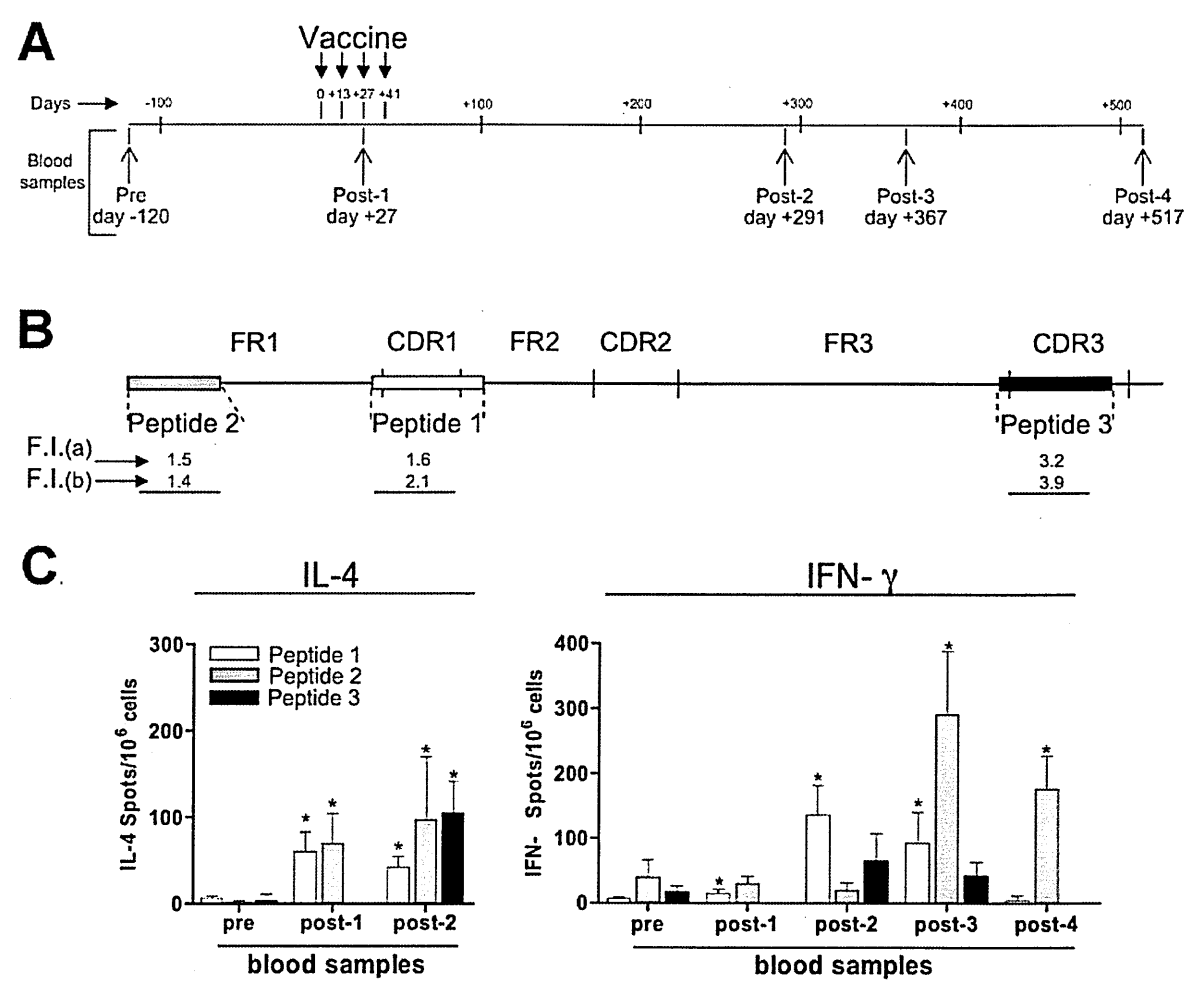 A
Vaccine
Days
-100
0 +13 +27 +41
+100
+200
+300
+400
+500
Blood
samples
Pre
day -120
Post-1
day +27
Post-2
day +291
Post-3
day +367
Post-4
day +517
B
FR1
CDR1
FR2
CDR2
FR3
CDR3
Peptide 2
Peptide 1
Peptide 3
F.I.(a)
1.5
1.6
3.2
F.I.(b)
1.4
2.1
3.9
C.
IL-4
IFN- γ
IL-4 Spots/10⁶ cells
300
200
100
0
Peptide 1
Peptide 2
Peptide 3
* * * * *
pre
post-1
post-2
blood samples
IFN- Spots/10⁶ cells
400
300
200
100
0
* * * * *
pre
post-1
post-2
post-3
post-4
blood samples